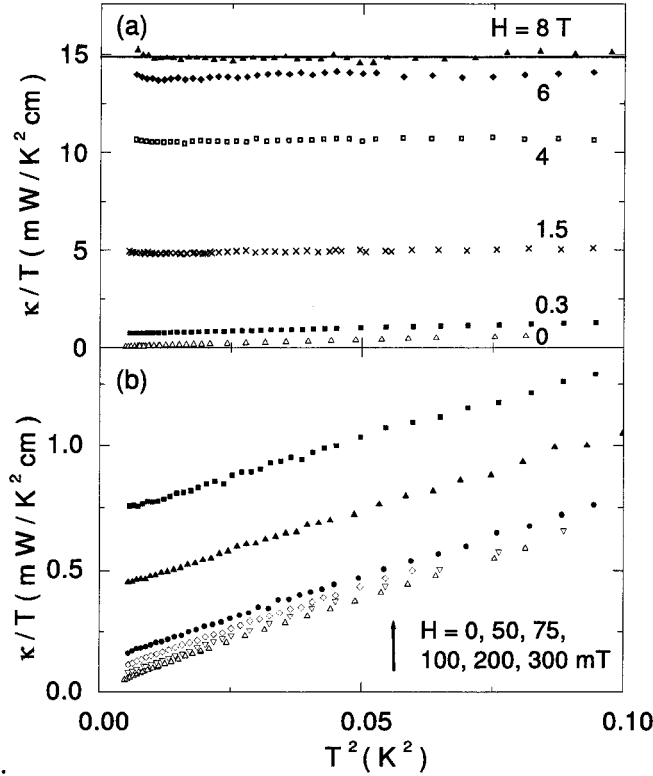 (a)
H = 8 T
15
6
10
4
κ/T ( m W / K² cm)
1.5
5
0.3
0
0
(b)
1.0
κ/T ( m W / K² cm)
0.5
H = 0, 50, 75,
100, 200, 300 mT
0.0
0.00
0.05
0.10
T² (K²)